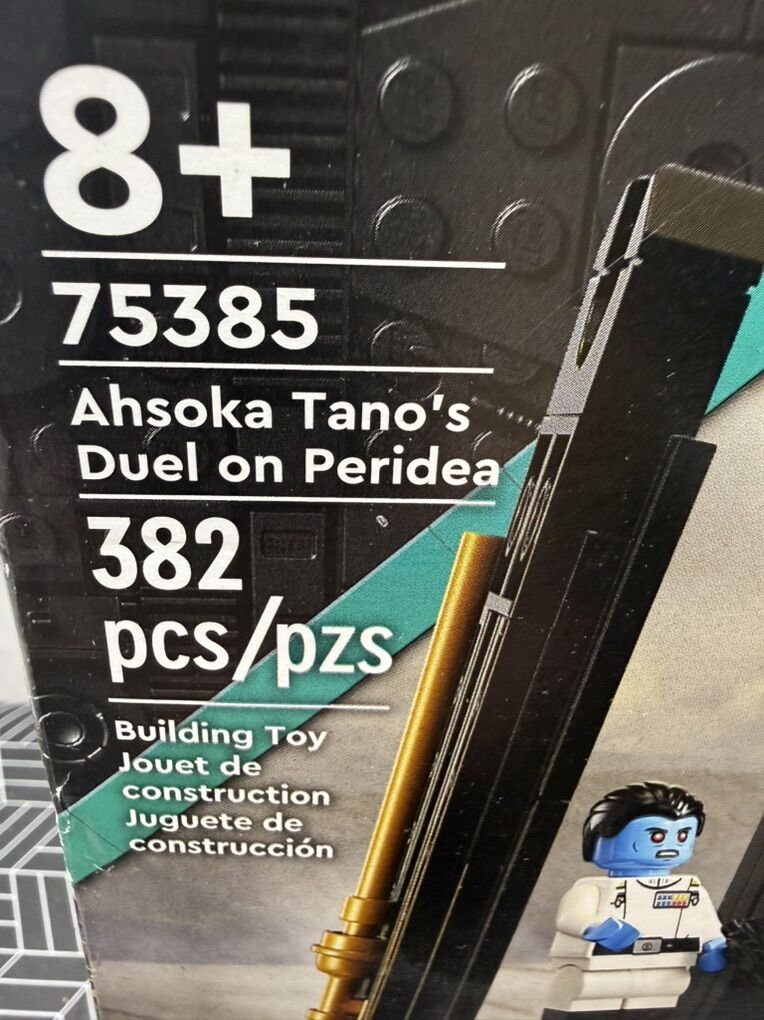 8+
75385
Ahsoka Tano's
Duel on Peridea
382
pcs/pzs
Building Toy
Jouet de
construction
Juguete de
construcción